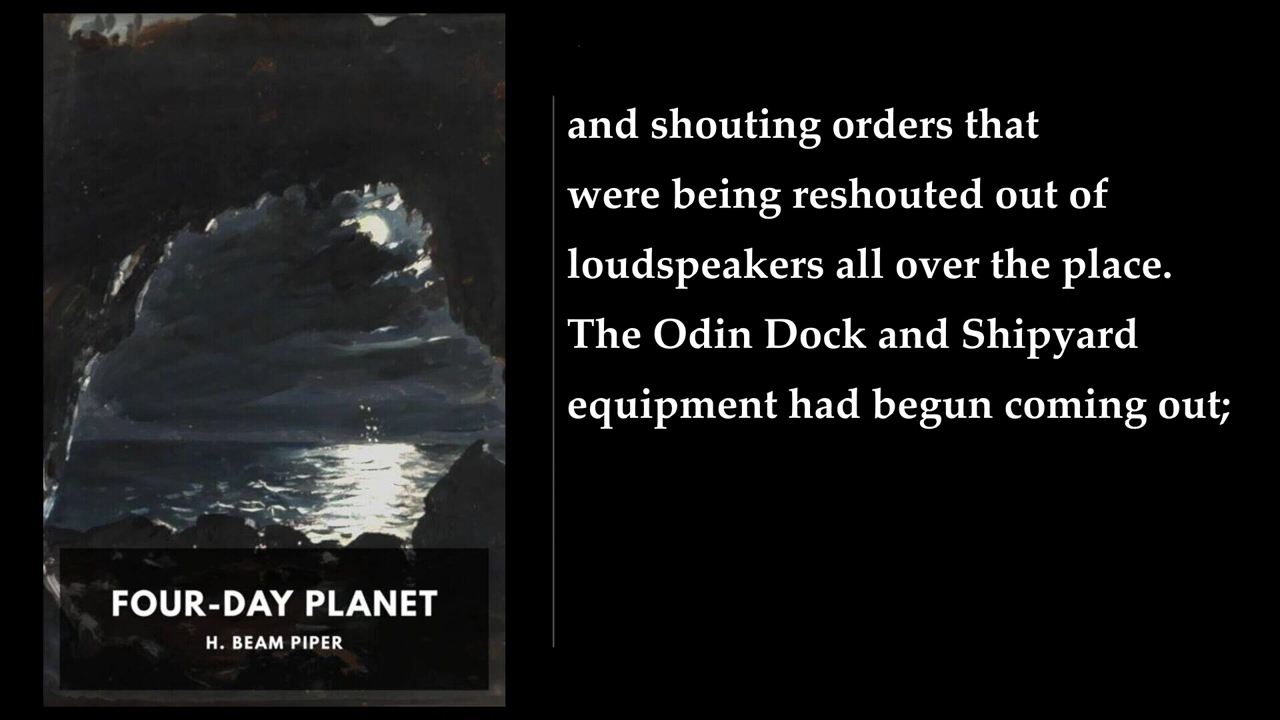 FOUR-DAY PLANET
H. BEAM PIPER
and shouting orders that
were being reshouted out of
loudspeakers all over the place.
The Odin Dock and Shipyard
equipment had begun coming out;